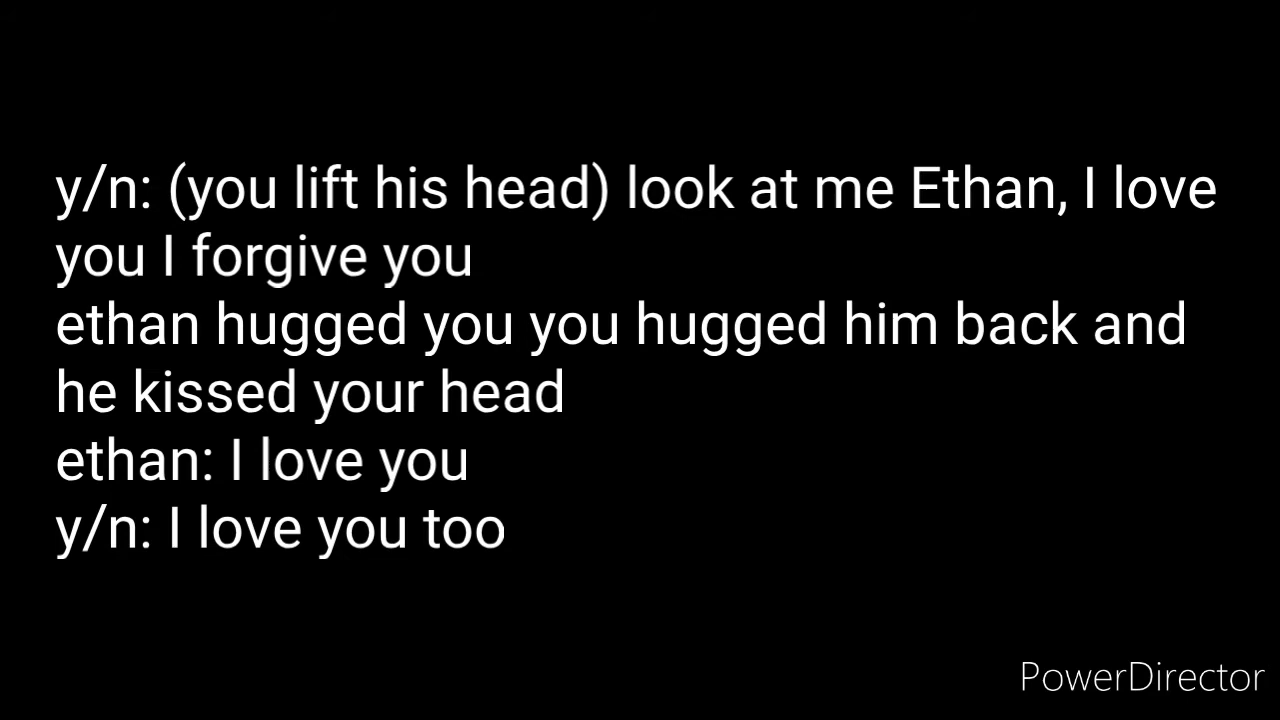 y/n: (you lift his head) look at me Ethan, I love
you I forgive you
ethan hugged you you hugged him back and
he kissed your head
ethan: I love you
y/n: I love you too
PowerDirector